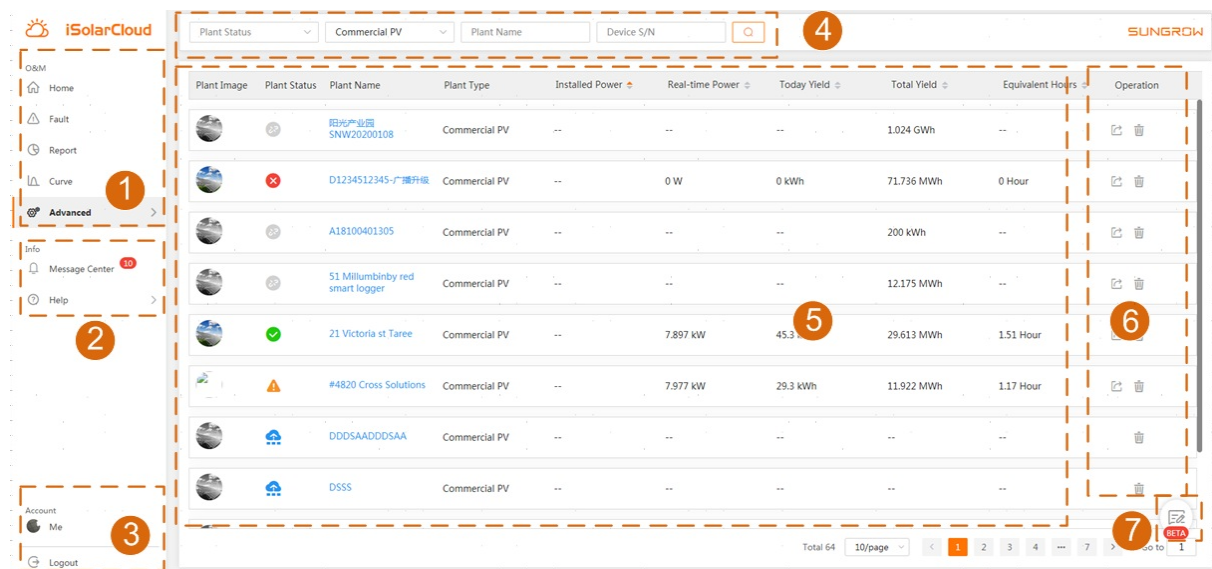 iSolarCloud
Plant Status
Commercial PV
Plant Name
Device S/N
4
SUNGROW
O&M
Home
Fault
Report
Curve
1
Advanced
Info
Message Center 10
Help
2
Account
Me
3
Logout
Plant Image Plant Status Plant Name Plant Type Installed Power Real-time Power Today Yield Total Yield Equivalent Hours Operation
阳光产业园
SNW20200108 Commercial PV -- -- -- 1.024 GWh --
D1234512345-广播升级 Commercial PV -- 0 W 0 kWh 71.736 MWh 0 Hour
A18100401305 Commercial PV -- -- -- 200 kWh --
51 Millumbinby red
smart logger Commercial PV -- -- -- 12.175 MWh --
5
6
21 Victoria st Taree Commercial PV -- 7.897 kW 45.3 29.613 MWh 1.51 Hour
#4820 Cross Solutions Commercial PV -- 7.977 kW 29.3 kWh 11.922 MWh 1.17 Hour
DDDSAADDDSAA Commercial PV -- -- -- -- --
DSSS Commercial PV -- -- -- -- --
7
BETA
Total 64 10/page < 1 2 3 4 ••• 7 > Go to 1